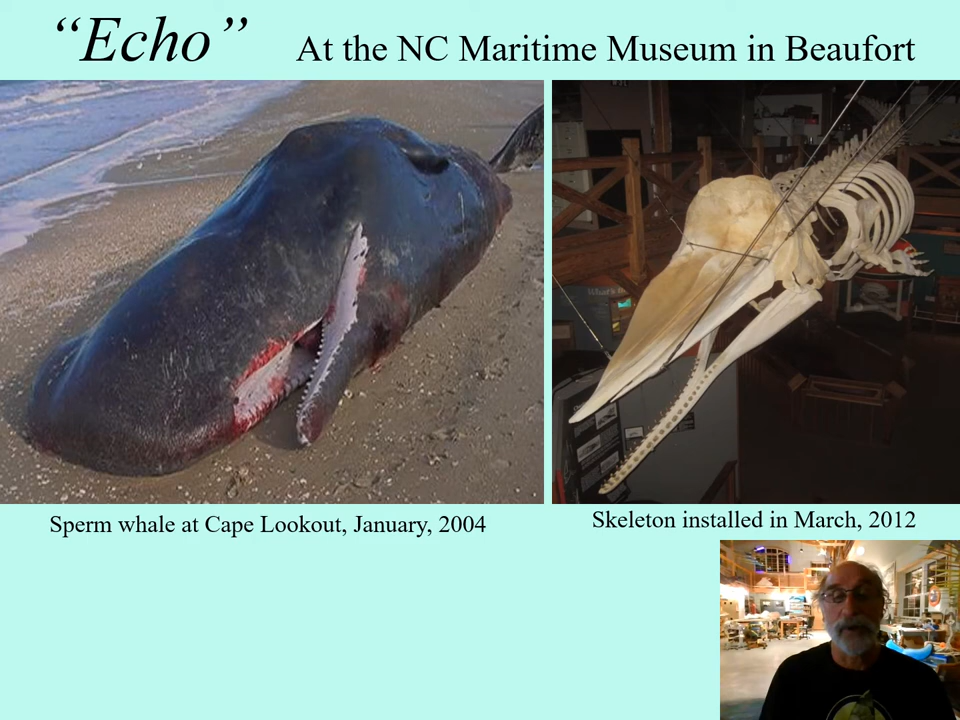 “Echo” At the NC Maritime Museum in Beaufort
Sperm whale at Cape Lookout, January, 2004
Skeleton installed in March, 2012